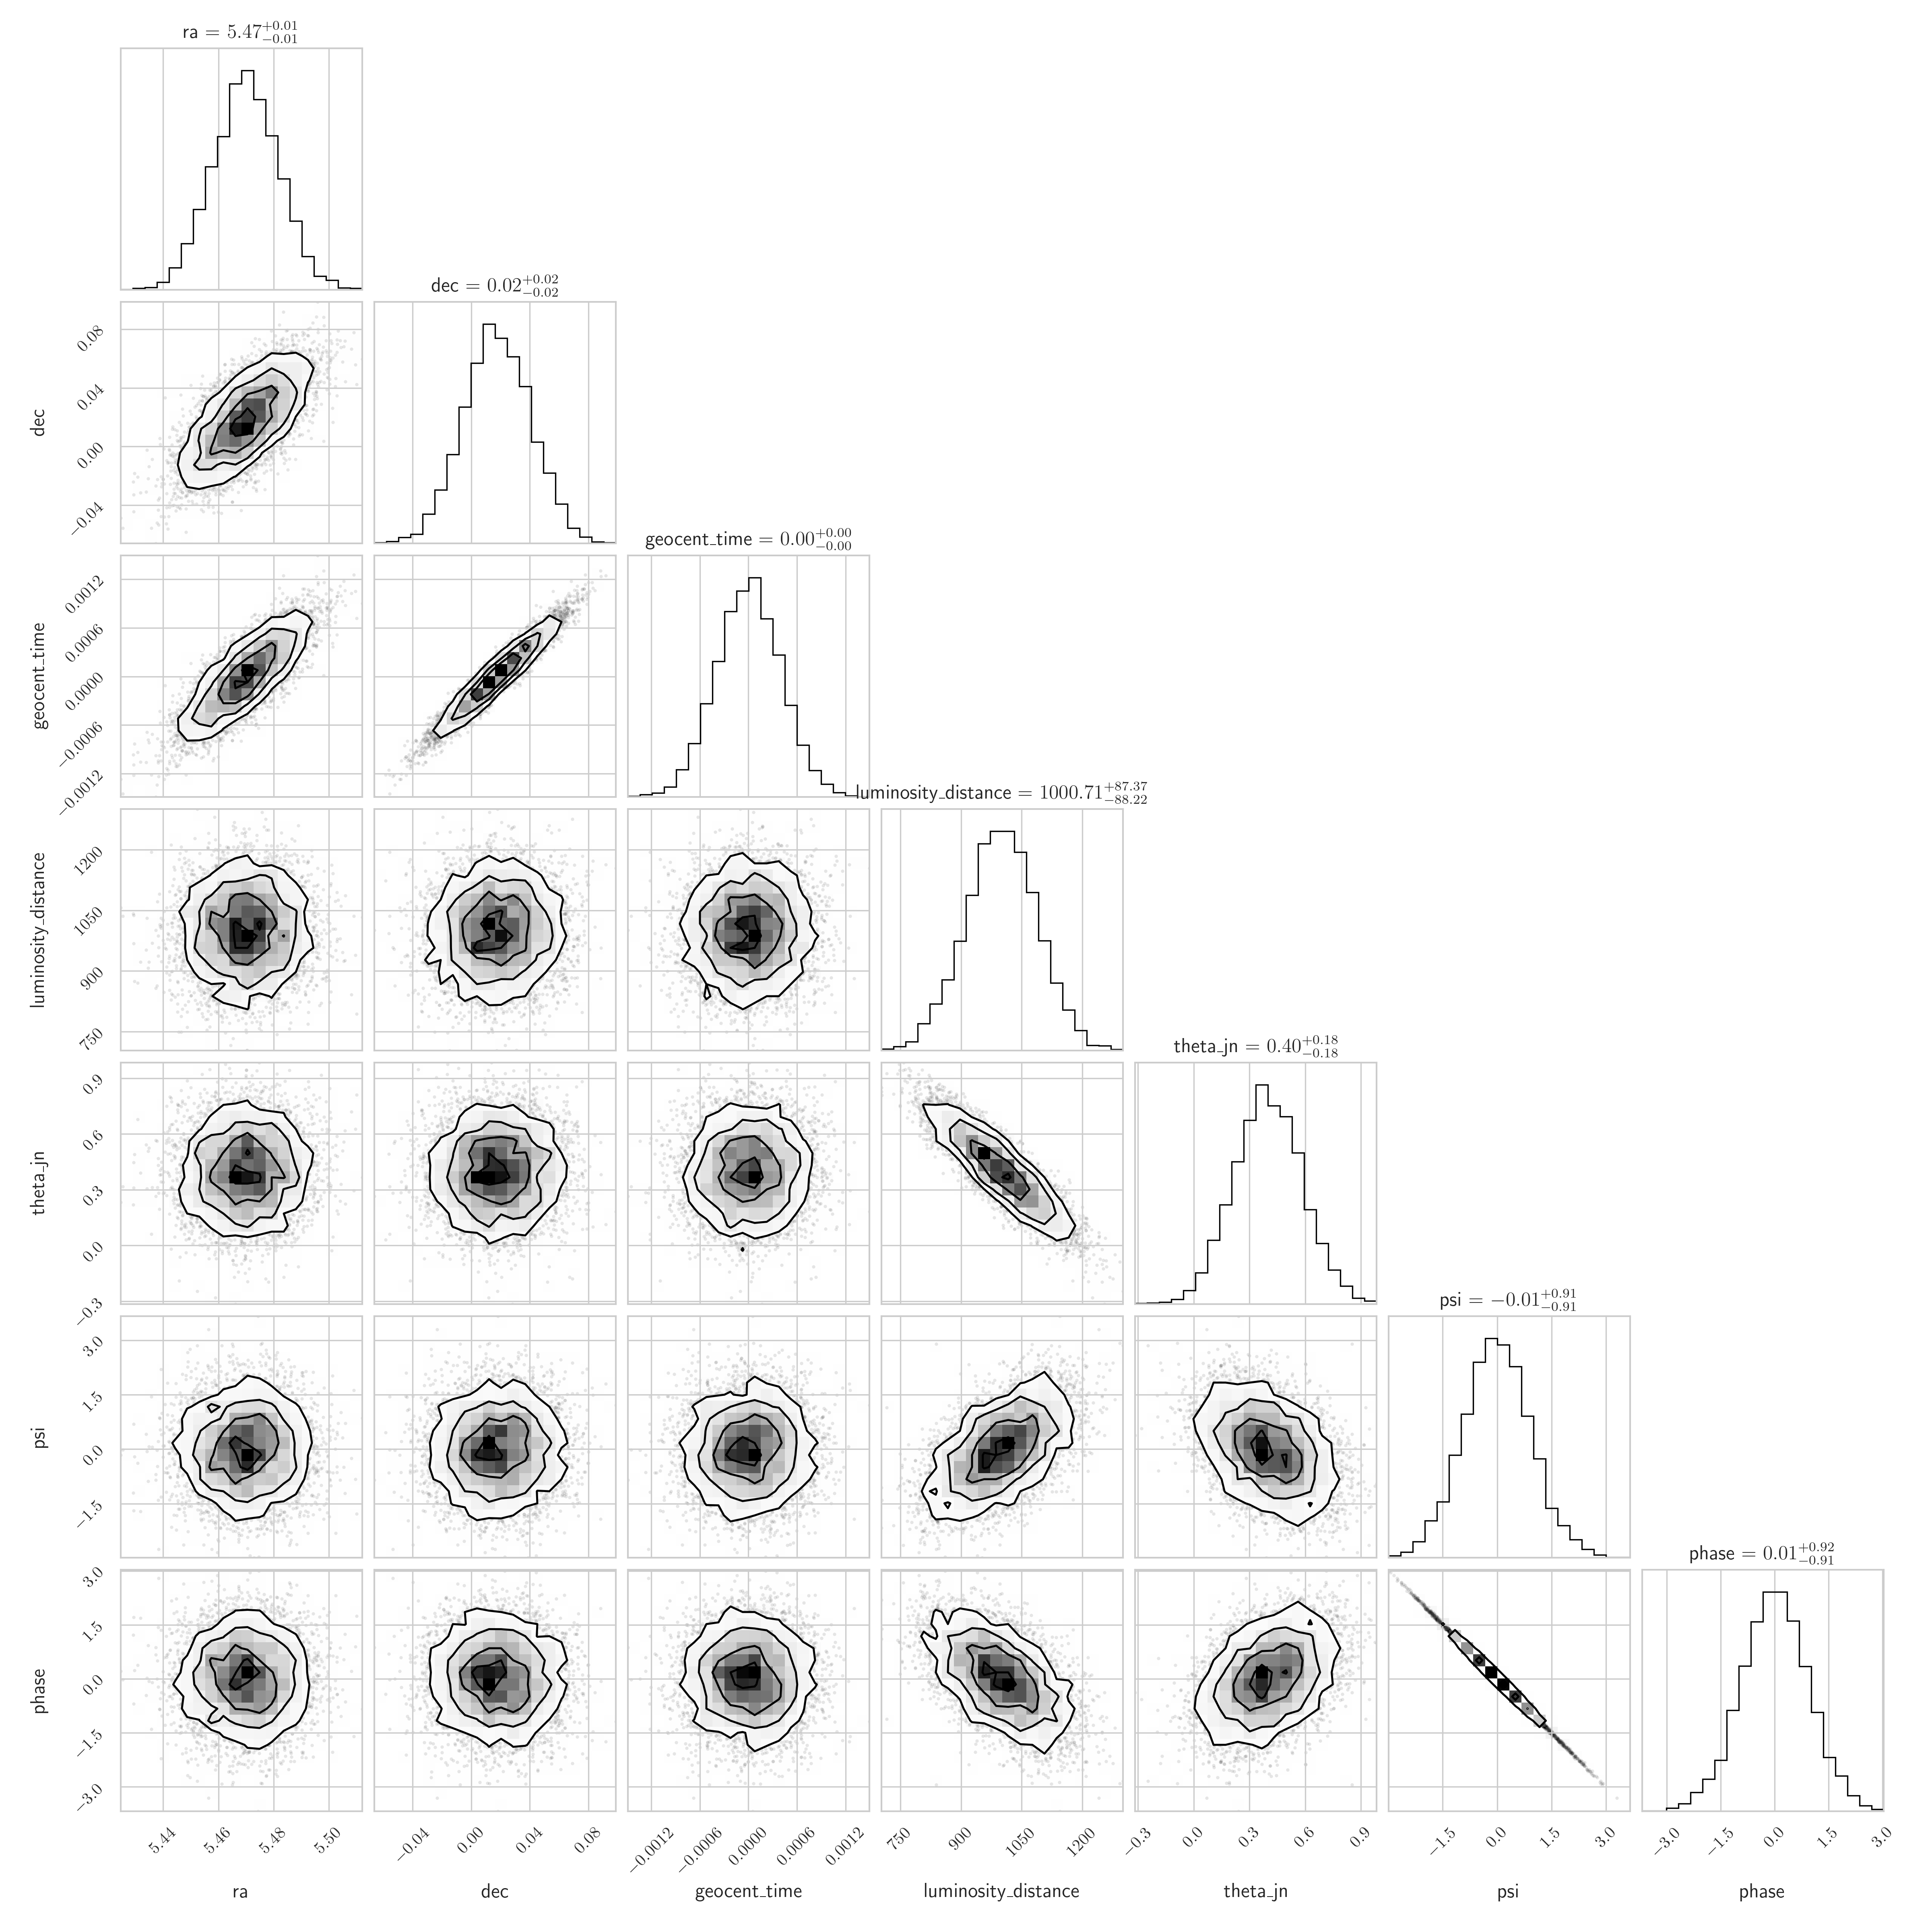 ra = 5.47+0.01−0.01
dec = 0.02+0.02−0.02
dec
0.08
0.04
0.00
−0.04
geocent_time = 0.00+0.00−0.00
geocent_time
0.0012
0.0006
0.0000
−0.0006
−0.0012
luminosity_distance = 1000.71+87.37−88.22
luminosity_distance
1200
1050
900
750
theta_jn = 0.40+0.18−0.18
theta_jn
0.9
0.6
0.3
0.0
−0.3
psi = −0.01+0.91−0.91
psi
3.0
1.5
0.0
−1.5
phase = 0.01+0.92−0.91
phase
3.0
1.5
0.0
−1.5
−3.0
5.44 5.46 5.48 5.50 −0.04 0.00 0.04 0.08 −0.0012 −0.0006 0.0000 0.0006 0.0012 750 900 1050 1200 −0.3 0.0 0.3 0.6 0.9 −1.5 0.0 1.5 3.0 −3.0 −1.5 0.0 1.5 3.0
ra dec geocent_time luminosity_distance theta_jn psi phase